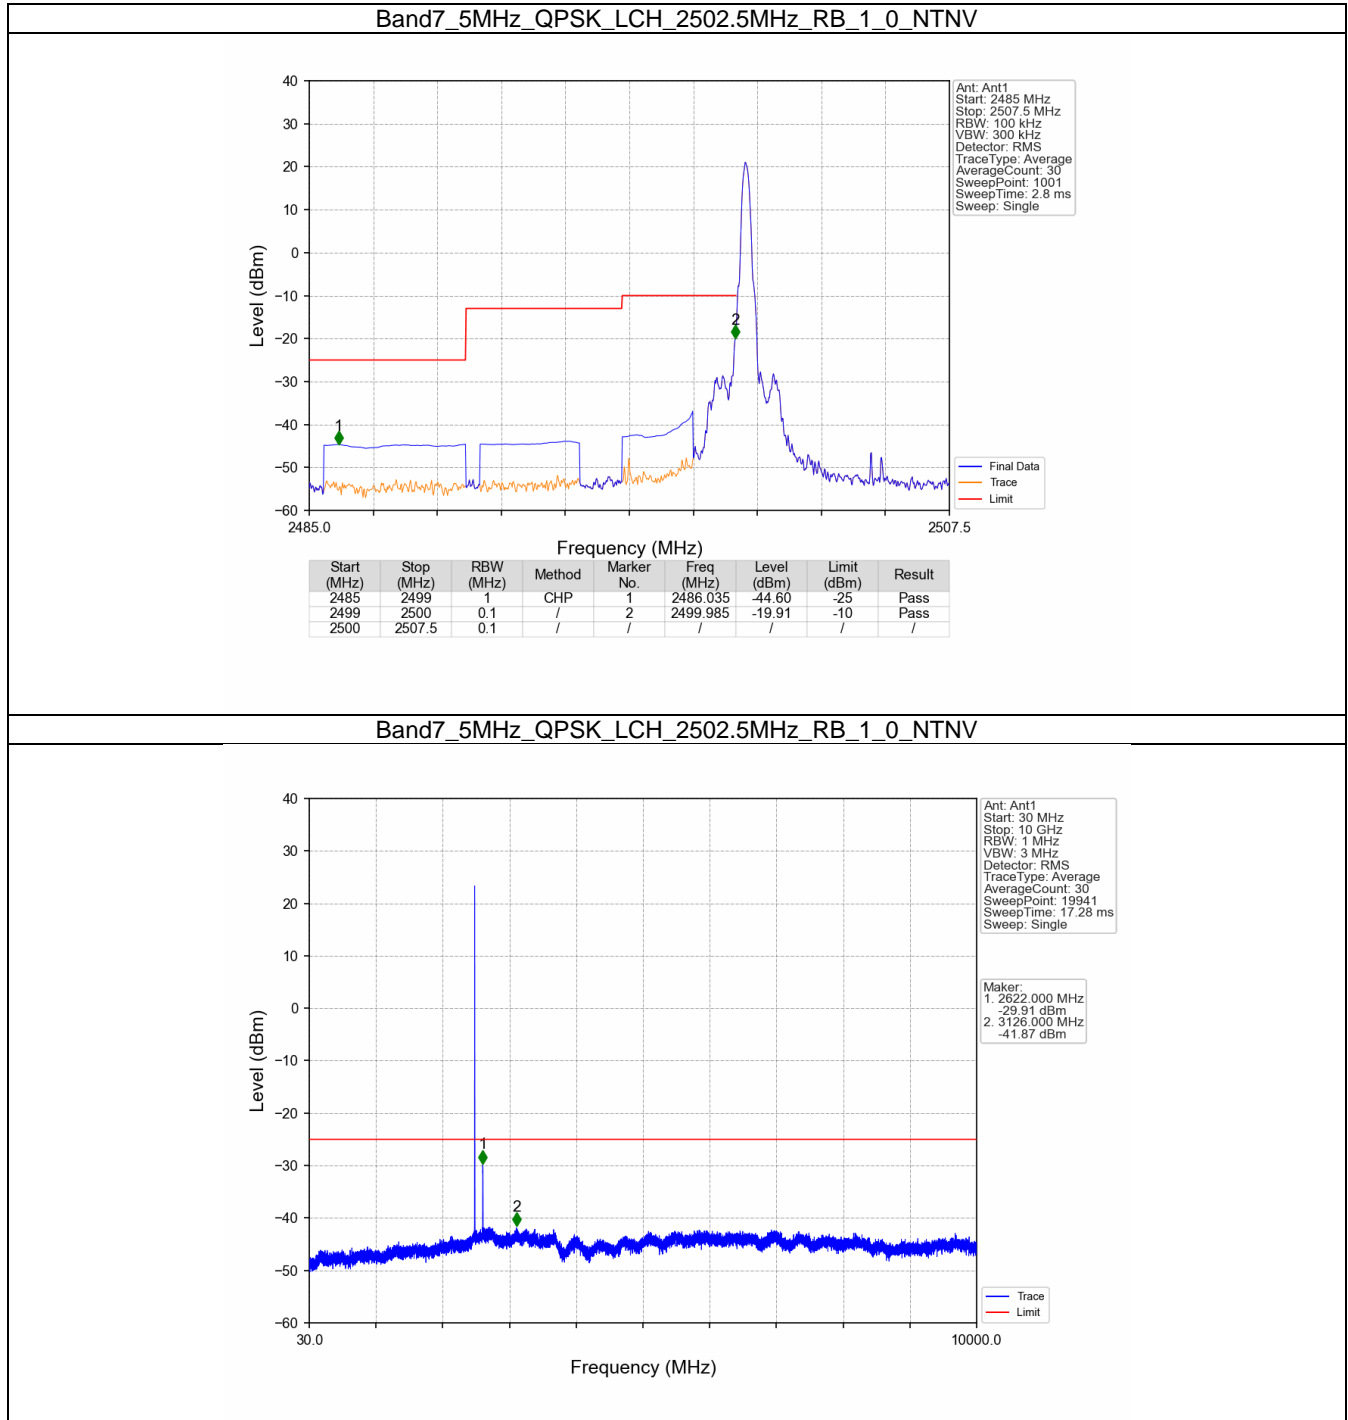 Band7_5MHz_QPSK_LCH_2502.5MHz_RB_1_0_NTNV
40
30
20
10
0
−10
−20
−30
−40
−50
−60
Level (dBm)
1
2
2485.0
2507.5
Frequency (MHz)
Ant: Ant1
Start: 2485 MHz
Stop: 2507.5 MHz
RBW: 100 kHz
VBW: 300 kHz
Detector: RMS
TraceType: Average
AverageCount: 30
SweepPoint: 1001
SweepTime: 2.8 ms
Sweep: Single
Final Data
Trace
Limit
Start (MHz) Stop (MHz) RBW (MHz) Method Marker No. Freq (MHz) Level (dBm) Limit (dBm) Result
2485 2499 1 CHP 1 2486.035 -44.60 -25 Pass
2499 2500 0.1 / 2 2499.985 -19.91 -10 Pass
2500 2507.5 0.1 / / / / / /
Band7_5MHz_QPSK_LCH_2502.5MHz_RB_1_0_NTNV
40
30
20
10
0
−10
−20
−30
−40
−50
−60
Level (dBm)
1
2
30.0
10000.0
Frequency (MHz)
Ant: Ant1
Start: 30 MHz
Stop: 10 GHz
RBW: 1 MHz
VBW: 3 MHz
Detector: RMS
TraceType: Average
AverageCount: 30
SweepPoint: 19941
SweepTime: 17.28 ms
Sweep: Single
Maker:
1. 2622.000 MHz
-29.91 dBm
2. 3126.000 MHz
-41.87 dBm
Trace
Limit